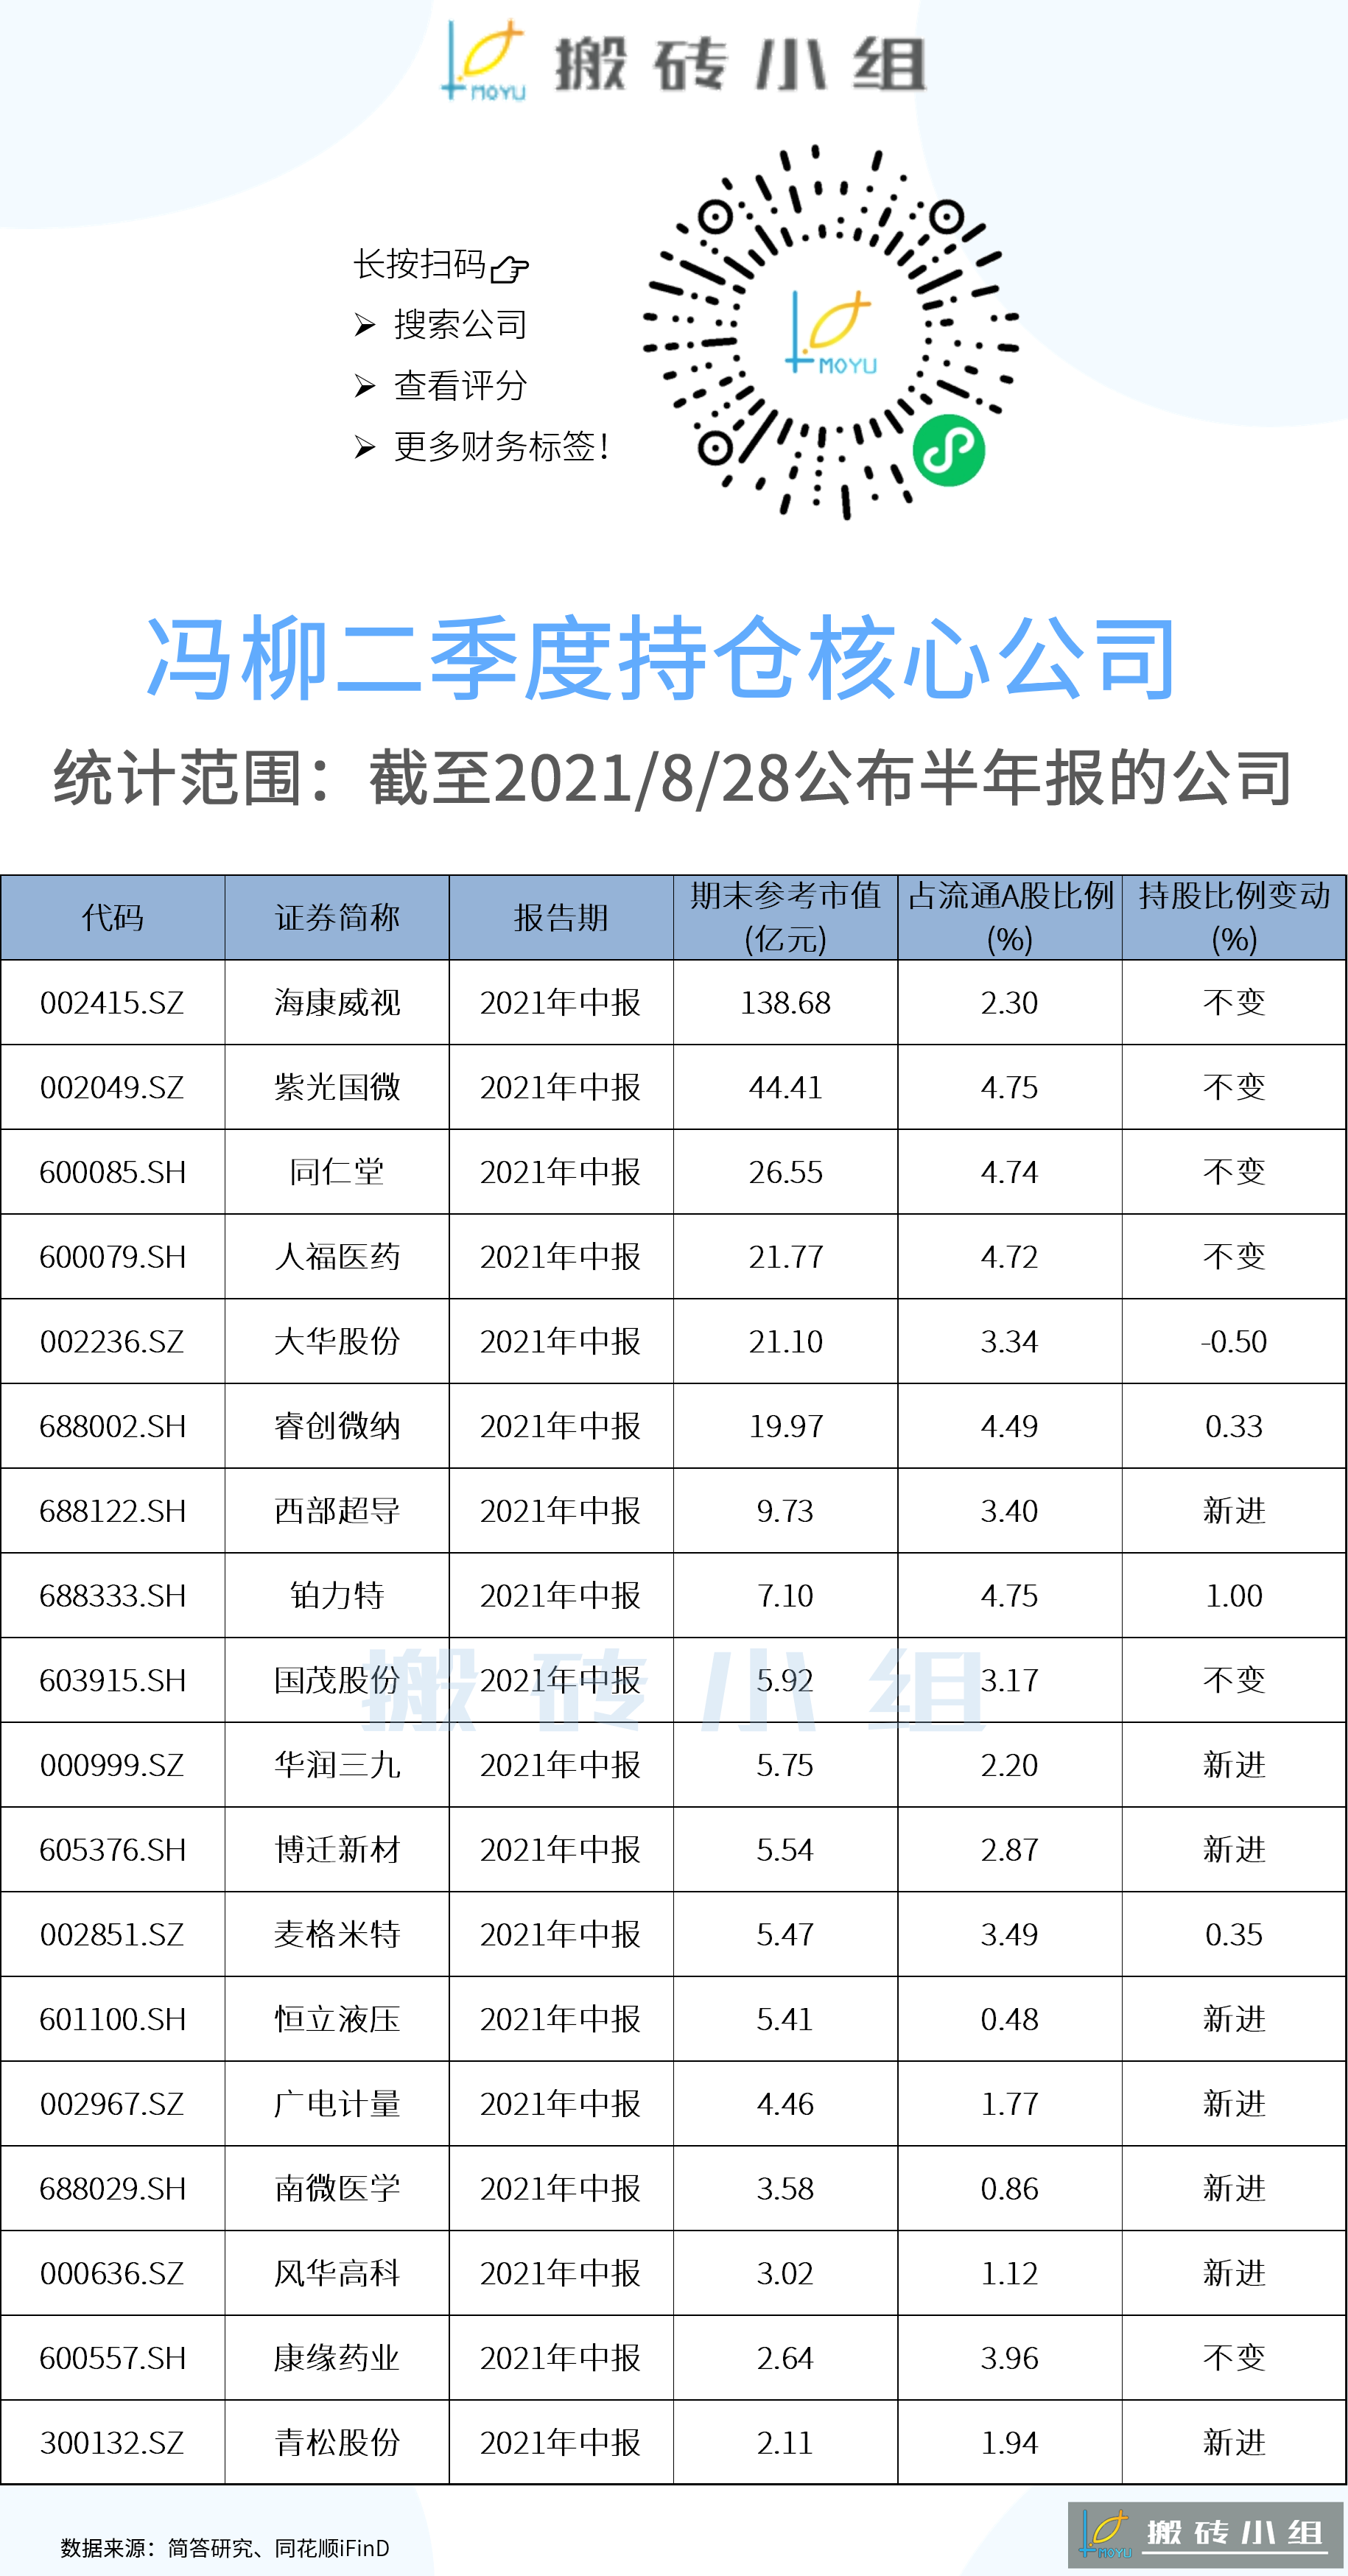 MOYU 搬砖小组
长按扫码
搜索公司
查看评分
更多财务标签!
MOYU
冯柳二季度持仓核心公司
统计范围：截至2021/8/28公布半年报的公司
代码 证券简称 报告期 期末参考市值(亿元) 占流通A股比例(%) 持股比例变动(%)
002415.SZ 海康威视 2021年中报 138.68 2.30 不变
002049.SZ 紫光国微 2021年中报 44.41 4.75 不变
600085.SH 同仁堂 2021年中报 26.55 4.74 不变
600079.SH 人福医药 2021年中报 21.77 4.72 不变
002236.SZ 大华股份 2021年中报 21.10 3.34 -0.50
688002.SH 睿创微纳 2021年中报 19.97 4.49 0.33
688122.SH 西部超导 2021年中报 9.73 3.40 新进
688333.SH 铂力特 2021年中报 7.10 4.75 1.00
搬砖小组
603915.SH 国茂股份 2021年中报 5.92 3.17 不变
000999.SZ 华润三九 2021年中报 5.75 2.20 新进
605376.SH 博迁新材 2021年中报 5.54 2.87 新进
002851.SZ 麦格米特 2021年中报 5.47 3.49 0.35
601100.SH 恒立液压 2021年中报 5.41 0.48 新进
002967.SZ 广电计量 2021年中报 4.46 1.77 新进
688029.SH 南微医学 2021年中报 3.58 0.86 新进
000636.SZ 风华高科 2021年中报 3.02 1.12 新进
600557.SH 康缘药业 2021年中报 2.64 3.96 不变
300132.SZ 青松股份 2021年中报 2.11 1.94 新进
数据来源：简答研究、同花顺iFinD
MOYU 搬砖小组